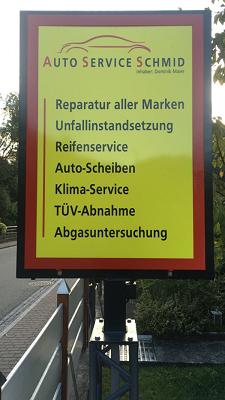 AUTO SERVICE SCHMID
Inhaber: Dominik Maier
Reparatur aller Marken
Unfallinstandsetzung
Reifenservice
Auto-Scheiben
Klima-Service
TÜV-Abnahme
Abgasuntersuchung